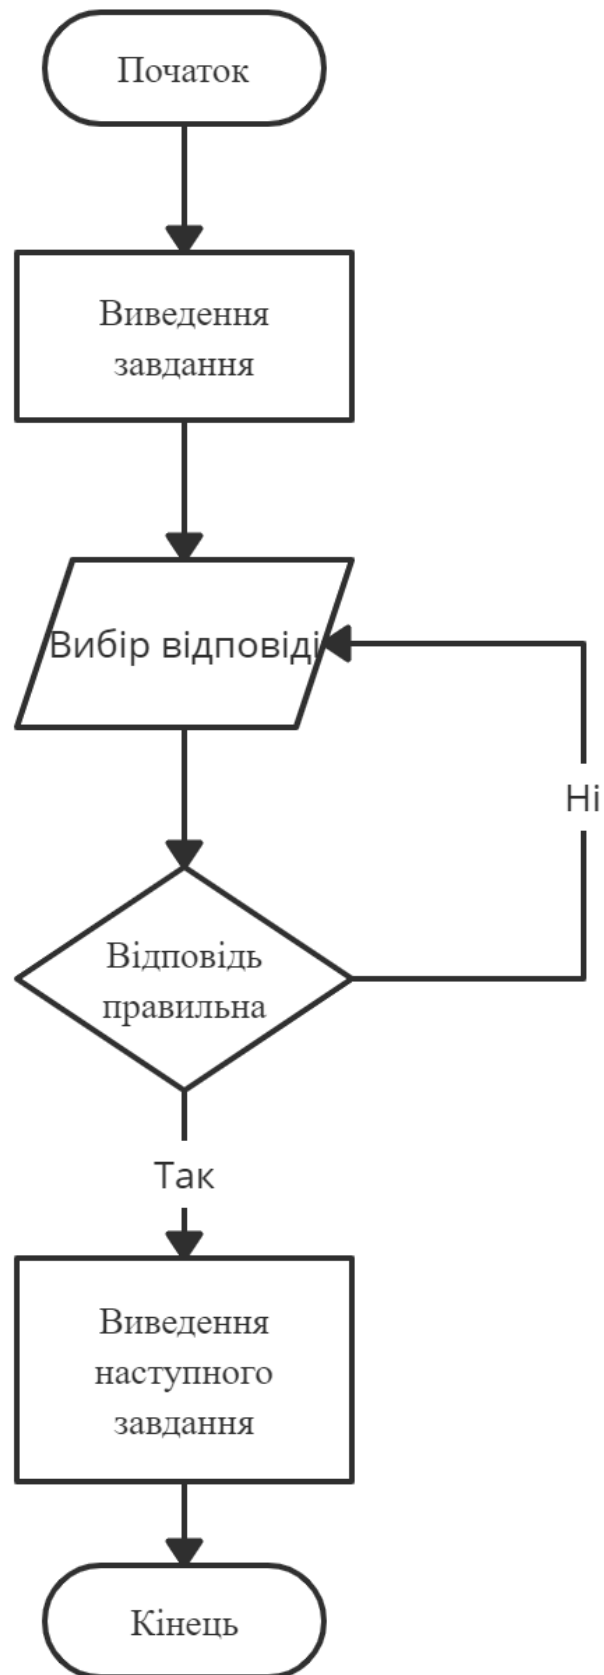 Початок
Виведення
завдання
Вибір відповіді
Ні
Відповідь
правильна
Так
Виведення
наступного
завдання
Кінець